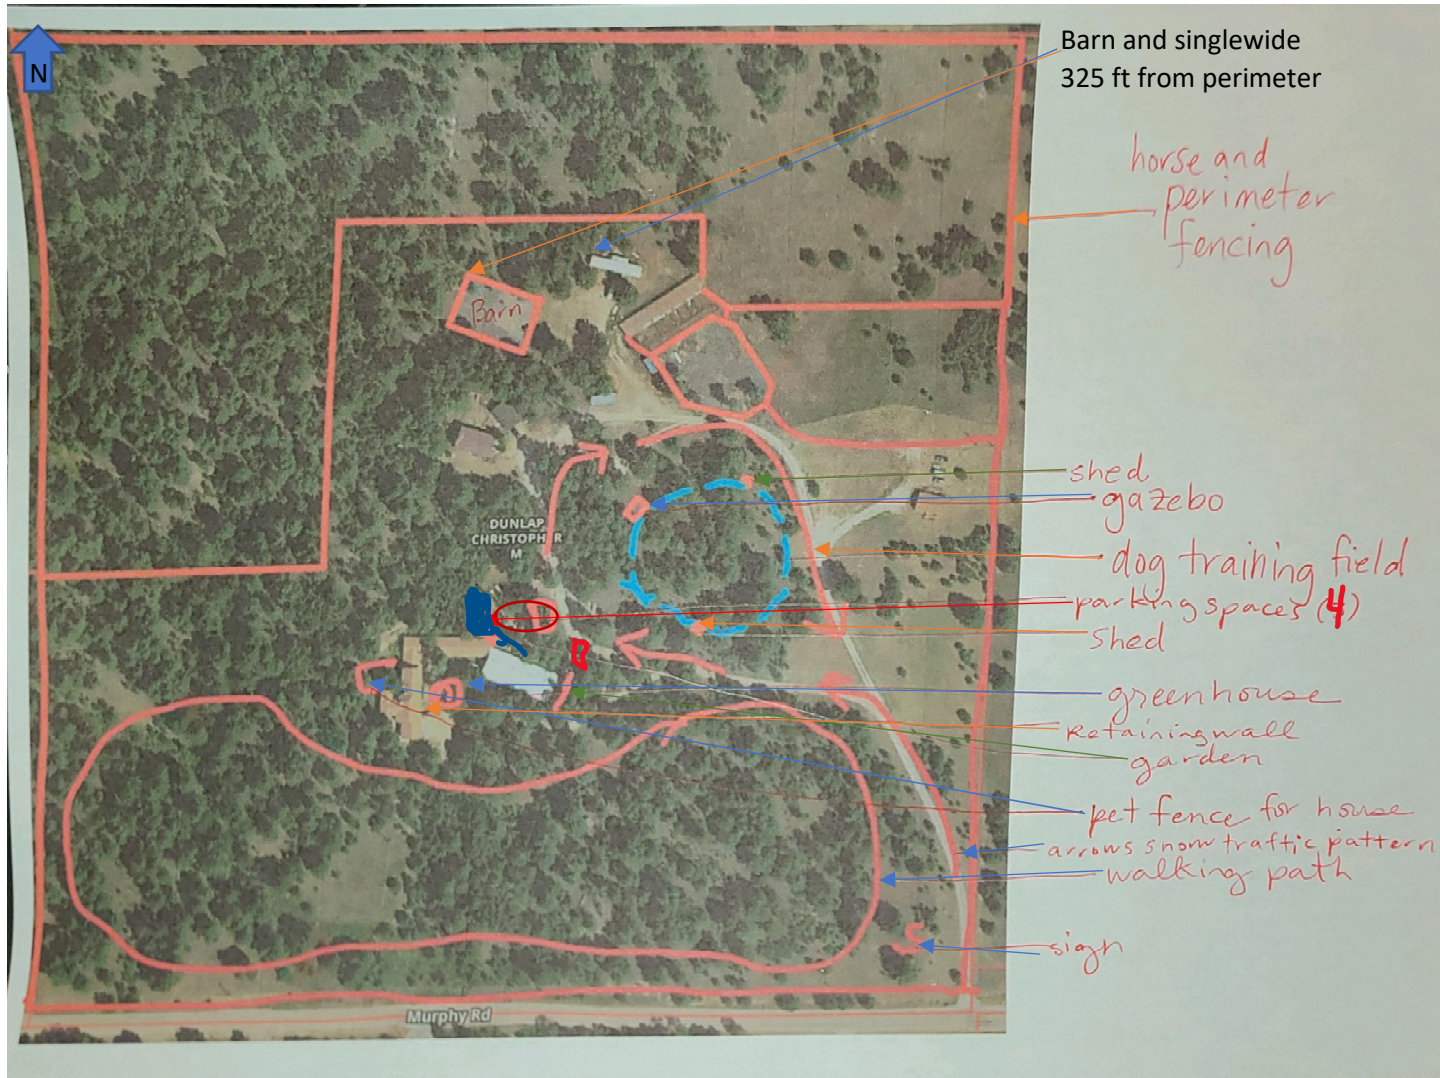 N
Barn and singlewide
325 ft from perimeter
horse and
perimeter
fencing
Barn
shed
gazebo
DUNLAP
CHRISTOPHER
M
dog training field
parking spaces (4)
shed
greenhouse
Retaining wall
garden
pet fence for house
arrows snow traffic pattern
walking path
S
sign
Murphy Rd